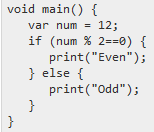 void main() {
   var num = 12;
   if (num % 2==0) {
      print("Even");
   } else {
      print("Odd");
   }
}